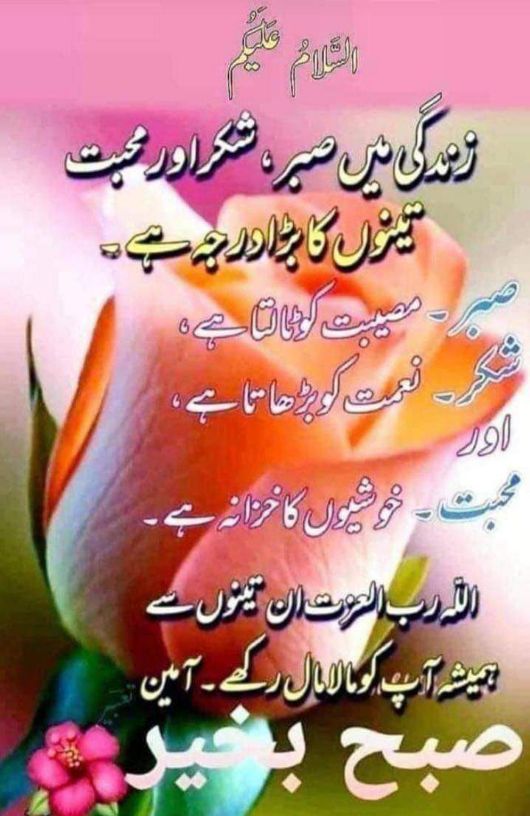 السَّلَامُ عَلَيْكُم
زندگی میں صبر، شکر اور محبت
تینوں کا بڑا درجہ ہے۔
صبر۔ مصیبت کو ٹالتا ہے،
شکر۔ نعمت کو بڑھاتا ہے،
اور
محبت۔ خوشیوں کا خزانہ ہے۔
اللہ رب العزت ان تینوں سے
ہمیشہ آپ کو مالا مال رکھے۔ آمین
صبح بخیر